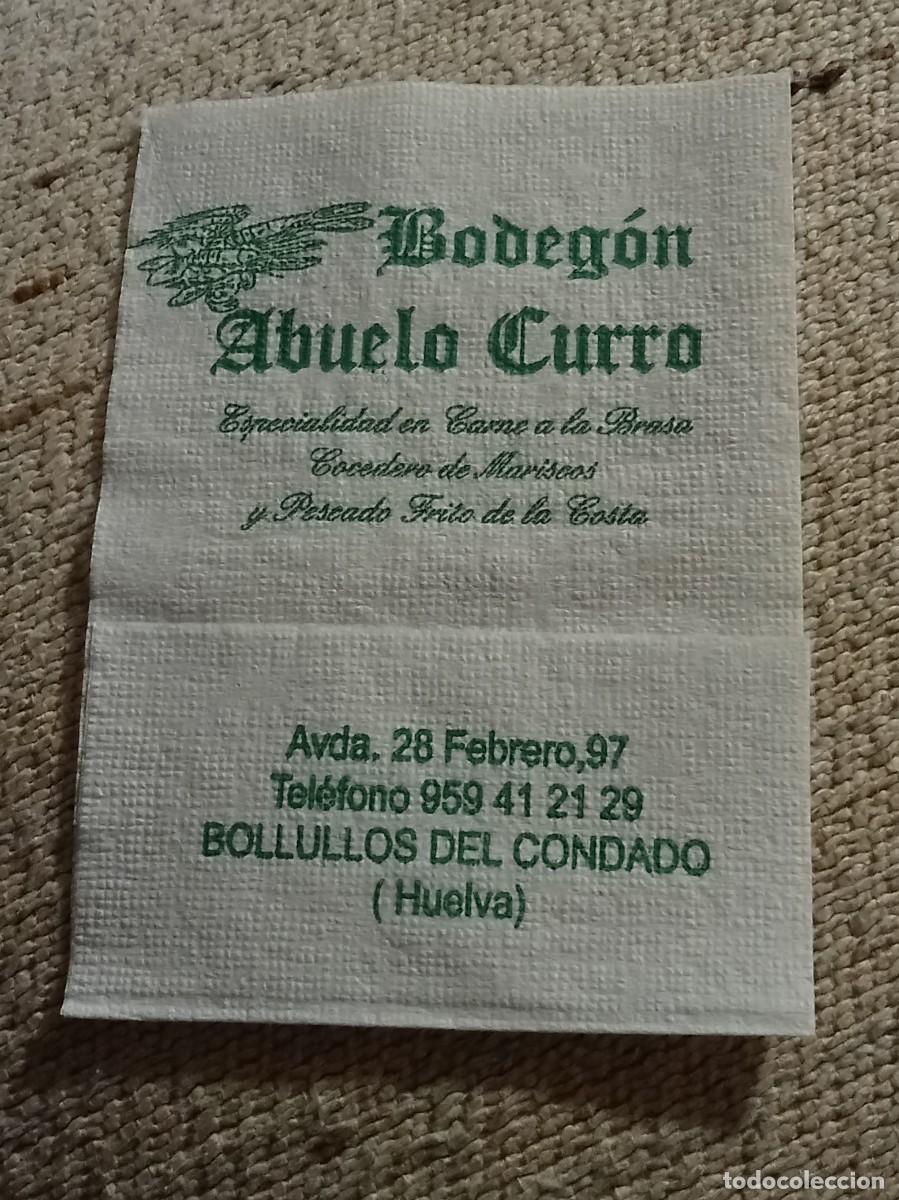 Bodegón
Abuelo Curro
Especialidad en Carne a la Brasa
Cocedero de Mariscos
y Pescado Frito de la Costa
Avda. 28 Febrero,97
Teléfono 959 41 21 29
BOLLULLOS DEL CONDADO
( Huelva)
todocoleccion